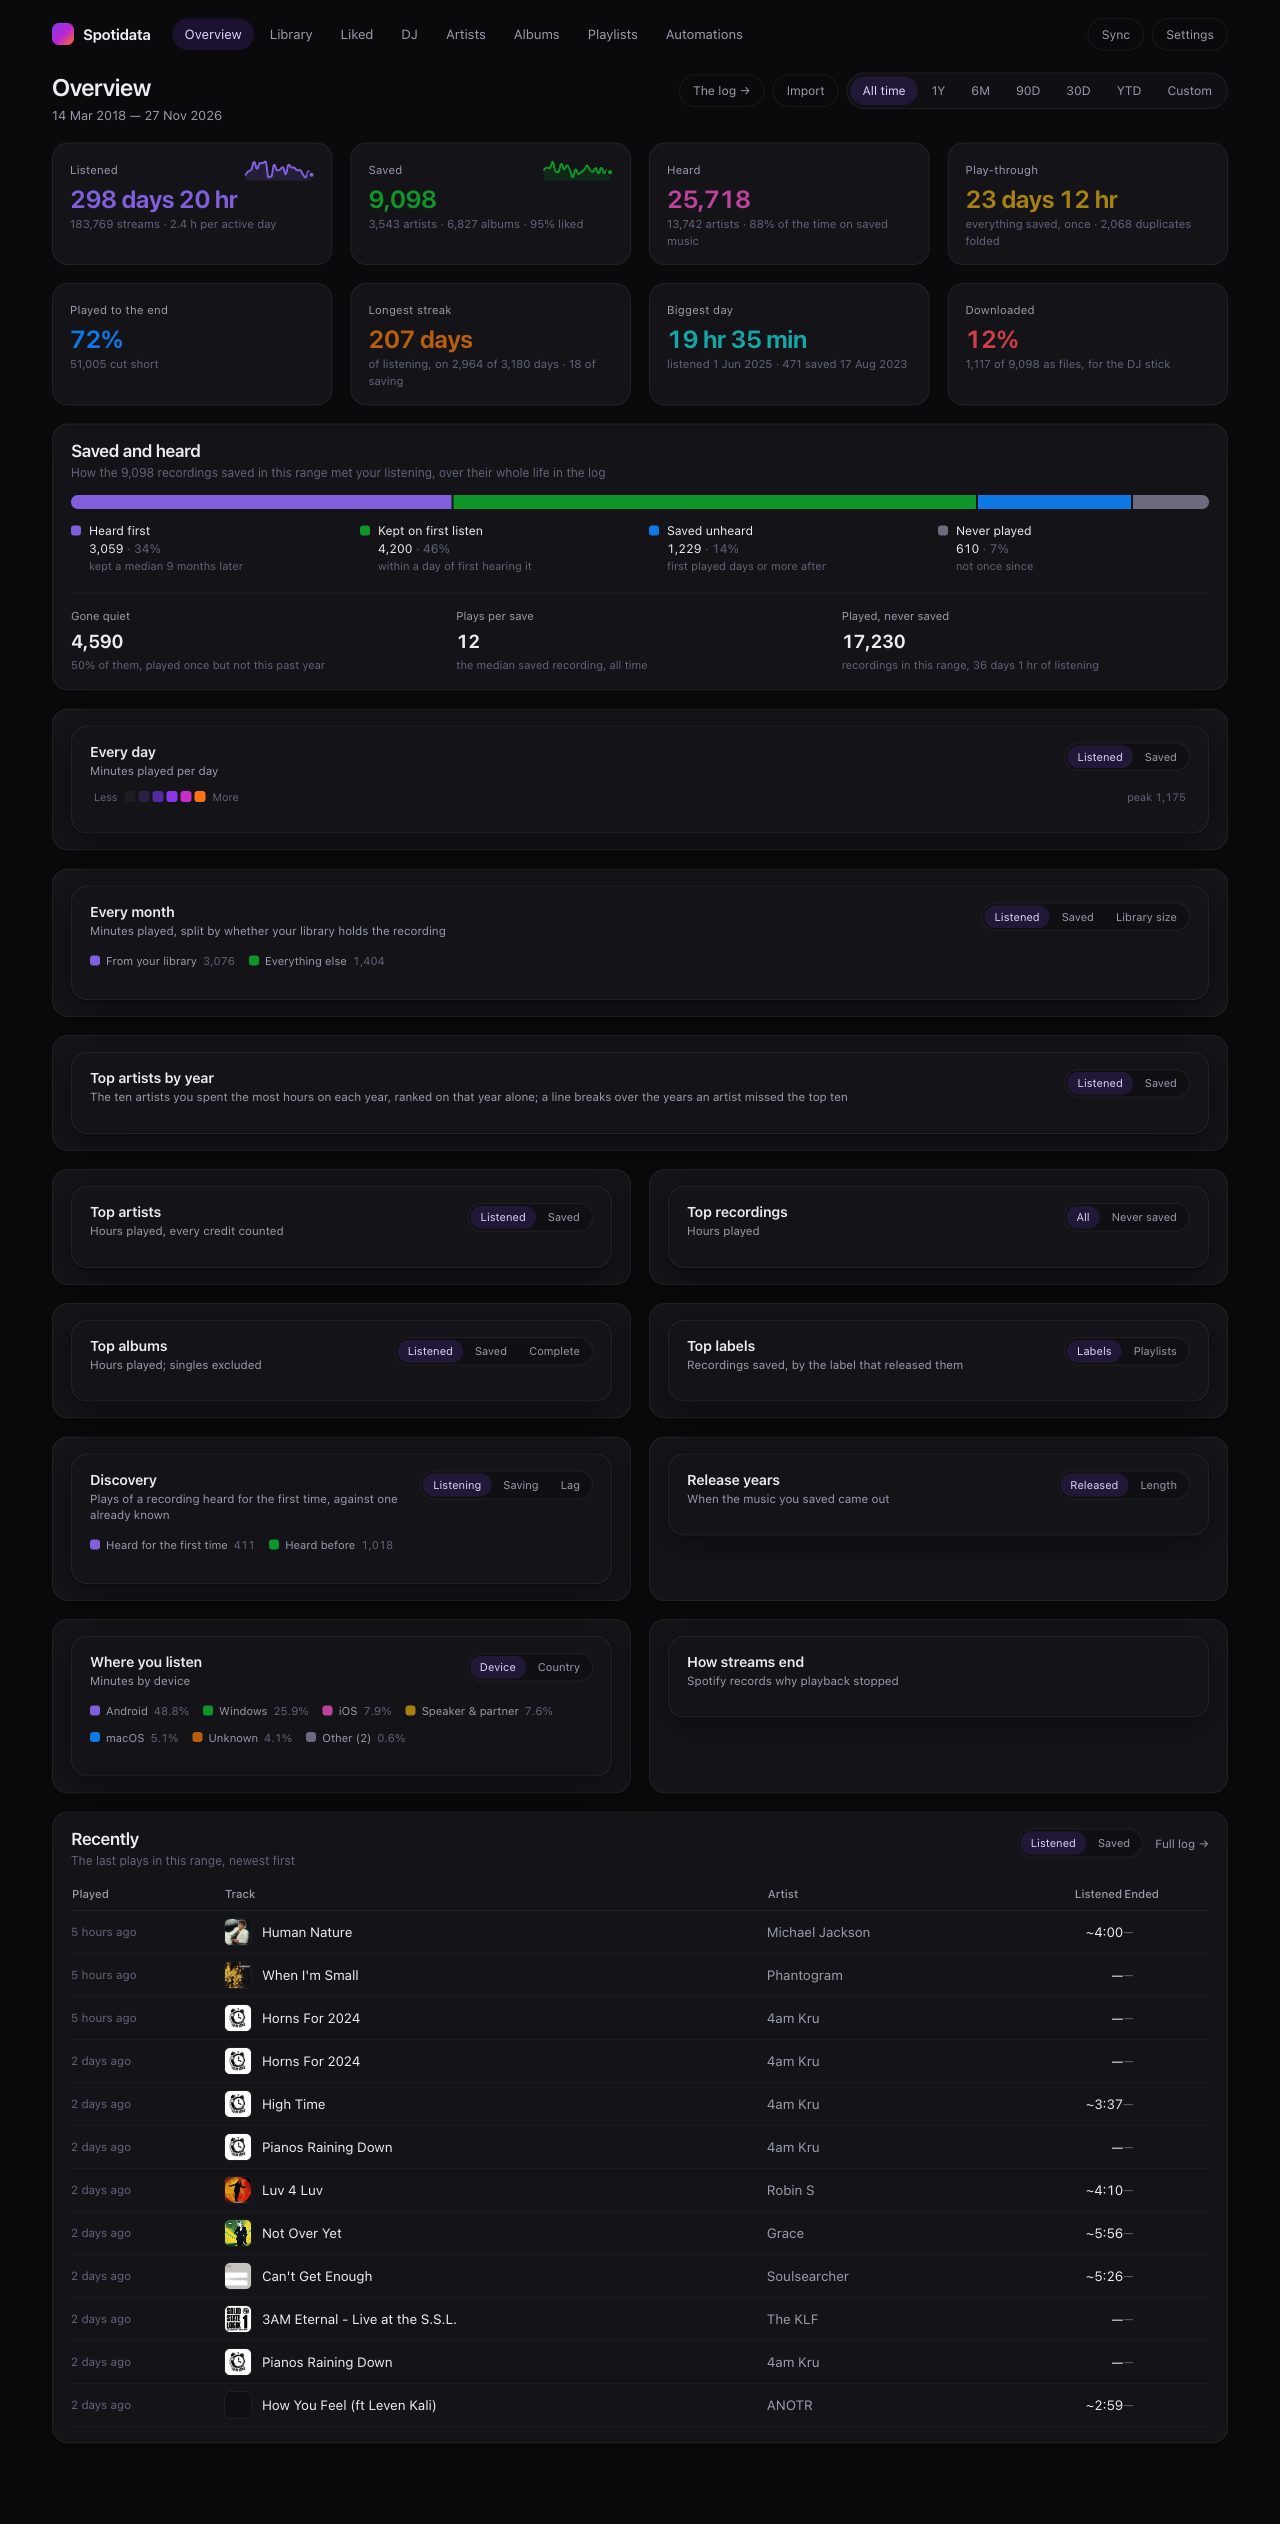 Spotidata
Overview Library Liked DJ Artists Albums Playlists Automations
Sync Settings
Overview
14 Mar 2018 — 27 Nov 2026
The log → Import All time 1Y 6M 90D 30D YTD Custom
Listened
298 days 20 hr
183,769 streams · 2.4 h per active day
Saved
9,098
3,543 artists · 6,827 albums · 95% liked
Heard
25,718
13,742 artists · 88% of the time on saved
music
Play-through
23 days 12 hr
everything saved, once · 2,068 duplicates
folded
Played to the end
72%
51,005 cut short
Longest streak
207 days
of listening, on 2,964 of 3,180 days · 18 of
saving
Biggest day
19 hr 35 min
listened 1 Jun 2025 · 471 saved 17 Aug 2023
Downloaded
12%
1,117 of 9,098 as files, for the DJ stick
Saved and heard
How the 9,098 recordings saved in this range met your listening, over their whole life in the log
Heard first
3,059 · 34%
kept a median 9 months later
Kept on first listen
4,200 · 46%
within a day of first hearing it
Saved unheard
1,229 · 14%
first played days or more after
Never played
610 · 7%
not once since
Gone quiet
4,590
50% of them, played once but not this past year
Plays per save
12
the median saved recording, all time
Played, never saved
17,230
recordings in this range, 36 days 1 hr of listening
Every day
Minutes played per day
Listened Saved
Less More
peak 1,175
Every month
Minutes played, split by whether your library holds the recording
Listened Saved Library size
From your library 3,076 Everything else 1,404
Top artists by year
The ten artists you spent the most hours on each year, ranked on that year alone; a line breaks over the years an artist missed the top ten
Listened Saved
Top artists
Hours played, every credit counted
Listened Saved
Top recordings
Hours played
All Never saved
Top albums
Hours played; singles excluded
Listened Saved Complete
Top labels
Recordings saved, by the label that released them
Labels Playlists
Discovery
Plays of a recording heard for the first time, against one
already known
Listening Saving Lag
Heard for the first time 411 Heard before 1,018
Release years
When the music you saved came out
Released Length
Where you listen
Minutes by device
Device Country
Android 48.8% Windows 25.9% iOS 7.9% Speaker & partner 7.6%
macOS 5.1% Unknown 4.1% Other (2) 0.6%
How streams end
Spotify records why playback stopped
Recently
The last plays in this range, newest first
Listened Saved Full log →
Played Track Artist Listened Ended
5 hours ago Human Nature Michael Jackson ~4:00 —
5 hours ago When I'm Small Phantogram — —
5 hours ago Horns For 2024 4am Kru — —
2 days ago Horns For 2024 4am Kru — —
2 days ago High Time 4am Kru ~3:37 —
2 days ago Pianos Raining Down 4am Kru — —
2 days ago Luv 4 Luv Robin S ~4:10 —
2 days ago Not Over Yet Grace ~5:56 —
2 days ago Can't Get Enough Soulsearcher ~5:26 —
2 days ago 3AM Eternal - Live at the S.S.L. The KLF — —
2 days ago Pianos Raining Down 4am Kru — —
2 days ago How You Feel (ft Leven Kali) ANOTR ~2:59 —